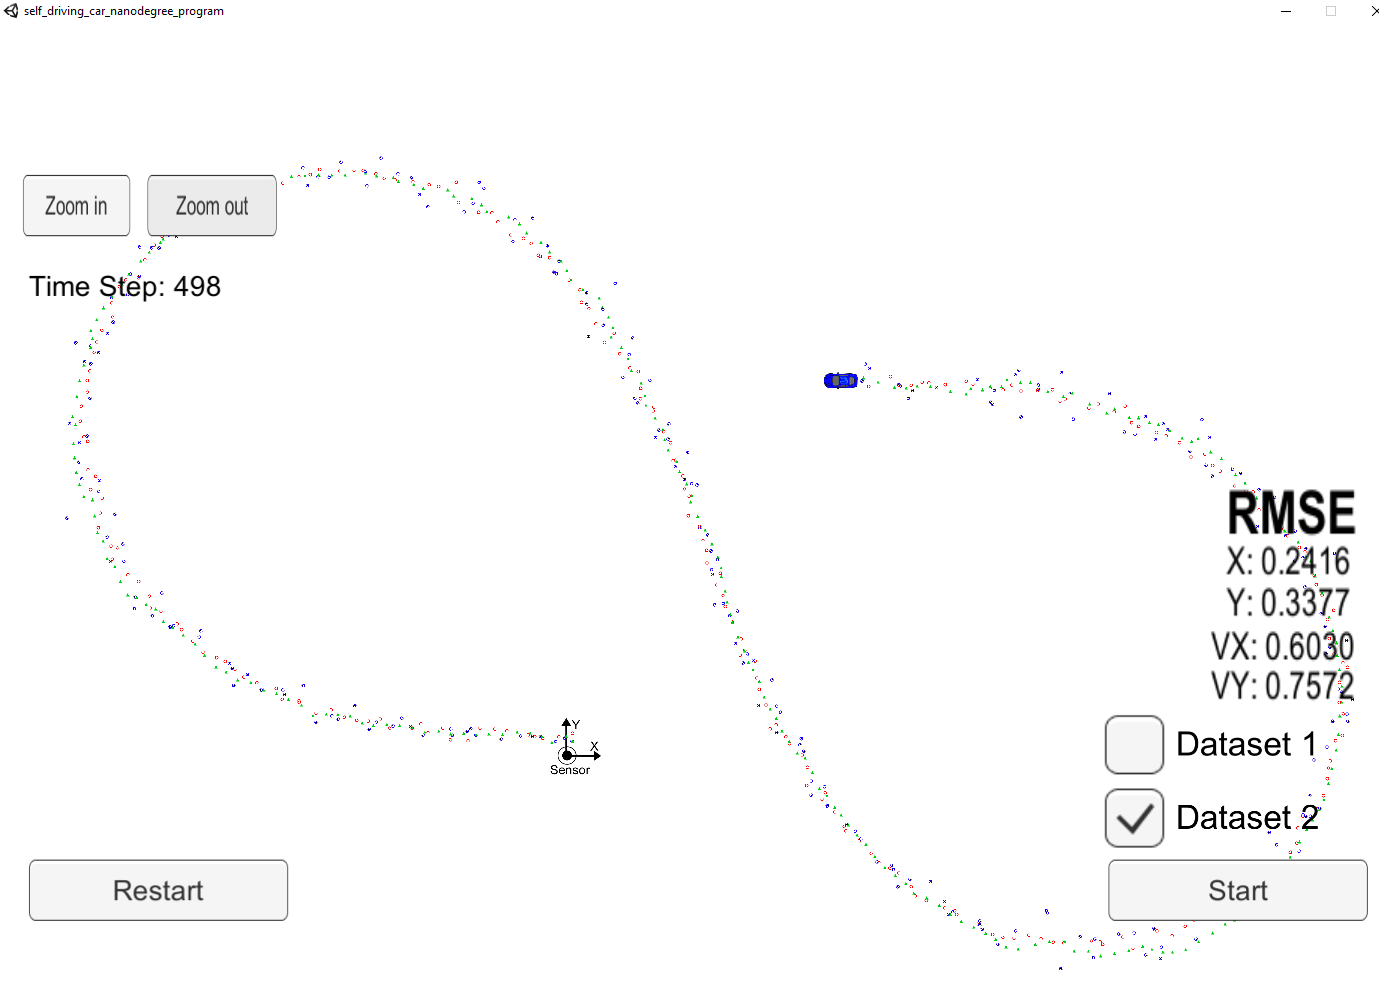 self_driving_car_nanodegree_program
Zoom in
Zoom out
Time Step: 498
RMSE
X: 0.2416
Y: 0.3377
VX: 0.6030
VY: 0.7572
Y
X
Sensor
Dataset 1
Dataset 2
Restart
Start